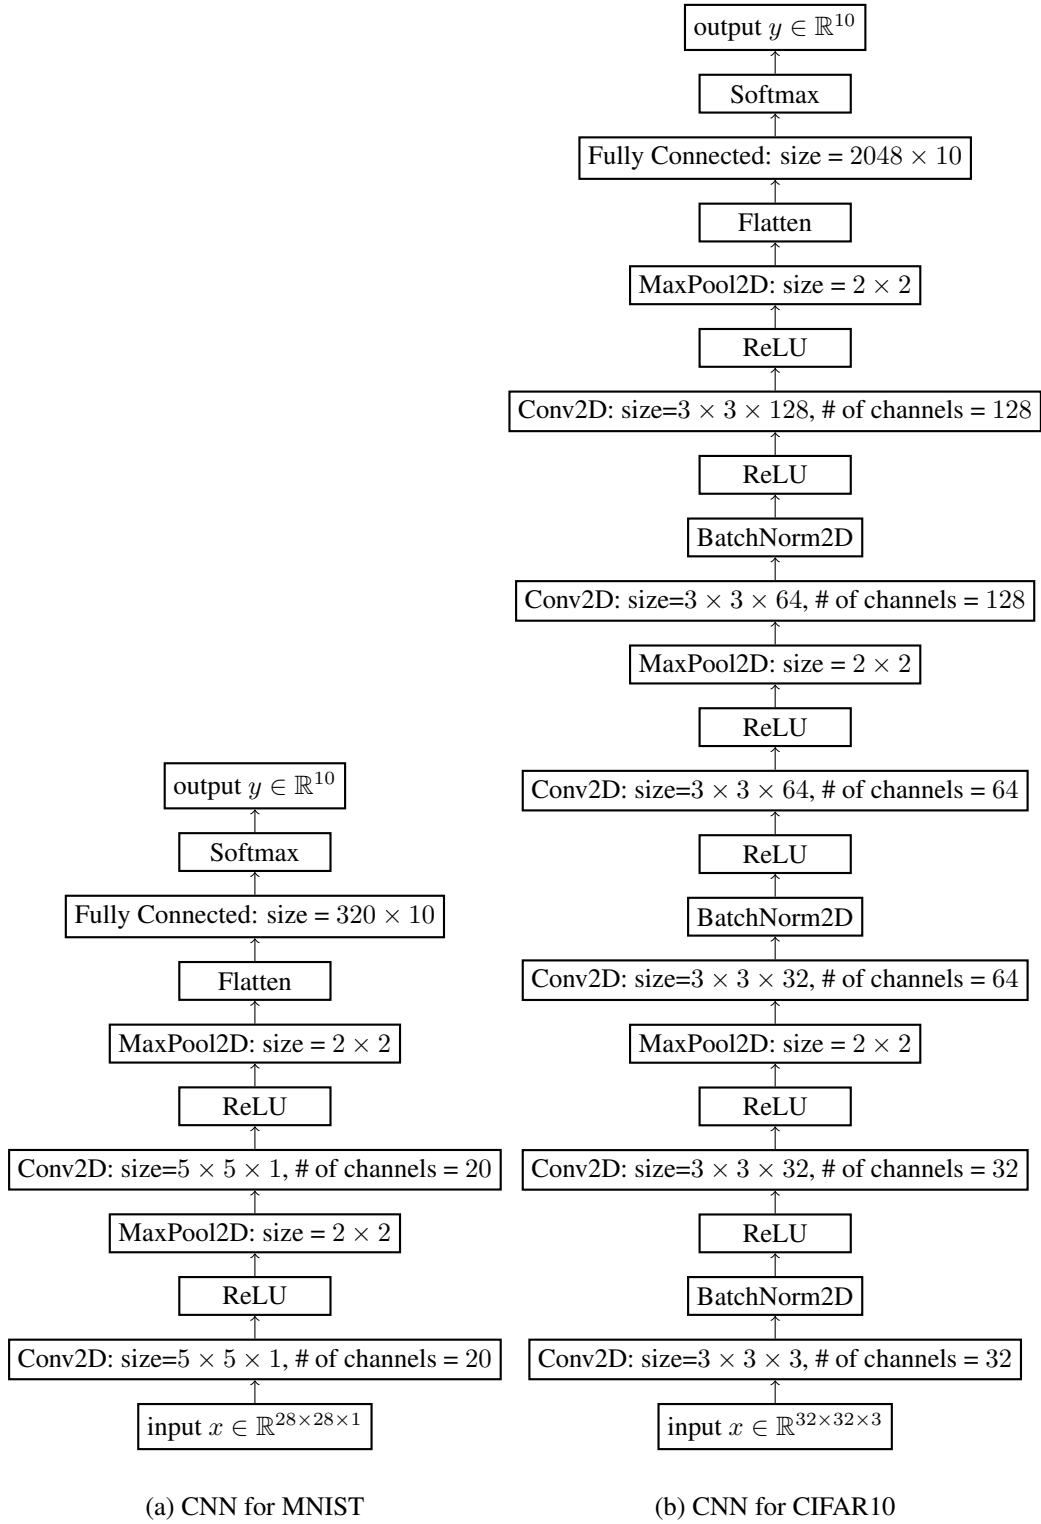 output y ∈ ℝ^10
Softmax
Fully Connected: size = 320 × 10
Flatten
MaxPool2D: size = 2 × 2
ReLU
Conv2D: size=5 × 5 × 1, # of channels = 20
MaxPool2D: size = 2 × 2
ReLU
Conv2D: size=5 × 5 × 1, # of channels = 20
input x ∈ ℝ^{28×28×1}
(a) CNN for MNIST
output y ∈ ℝ^10
Softmax
Fully Connected: size = 2048 × 10
Flatten
MaxPool2D: size = 2 × 2
ReLU
Conv2D: size=3 × 3 × 128, # of channels = 128
ReLU
BatchNorm2D
Conv2D: size=3 × 3 × 64, # of channels = 128
MaxPool2D: size = 2 × 2
ReLU
Conv2D: size=3 × 3 × 64, # of channels = 64
ReLU
BatchNorm2D
Conv2D: size=3 × 3 × 32, # of channels = 64
MaxPool2D: size = 2 × 2
ReLU
Conv2D: size=3 × 3 × 32, # of channels = 32
ReLU
BatchNorm2D
Conv2D: size=3 × 3 × 3, # of channels = 32
input x ∈ ℝ^{32×32×3}
(b) CNN for CIFAR10